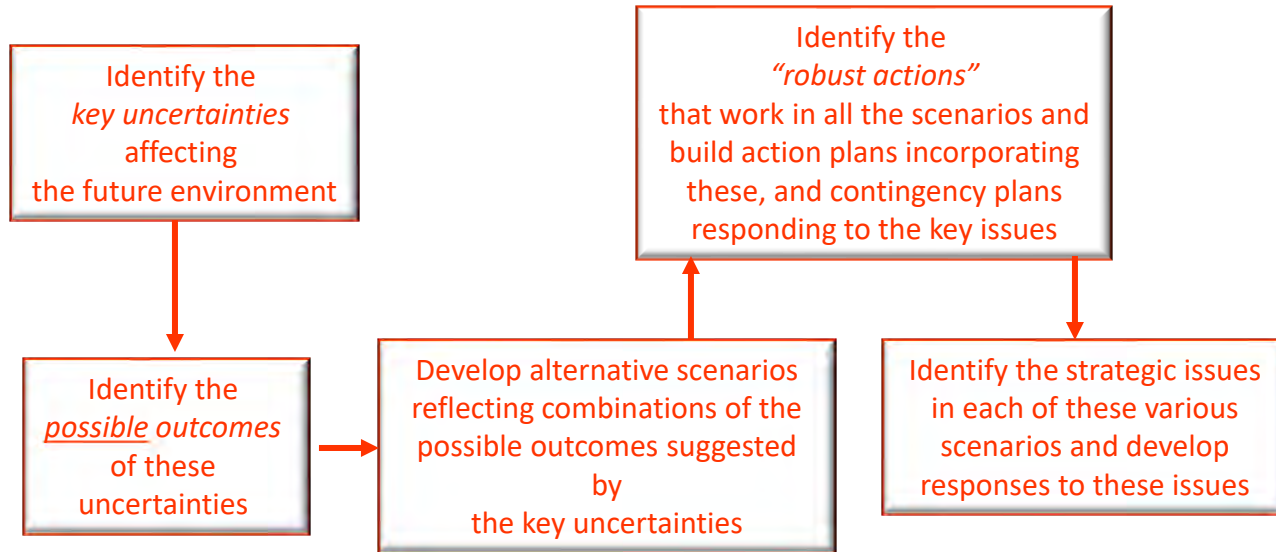 Identify the
key uncertainties
affecting
the future environment
Identify the
possible outcomes
of these
uncertainties
Develop alternative scenarios
reflecting combinations of the
possible outcomes suggested
by
the key uncertainties
Identify the
“robust actions”
that work in all the scenarios and
build action plans incorporating
these, and contingency plans
responding to the key issues
Identify the strategic issues
in each of these various
scenarios and develop
responses to these issues